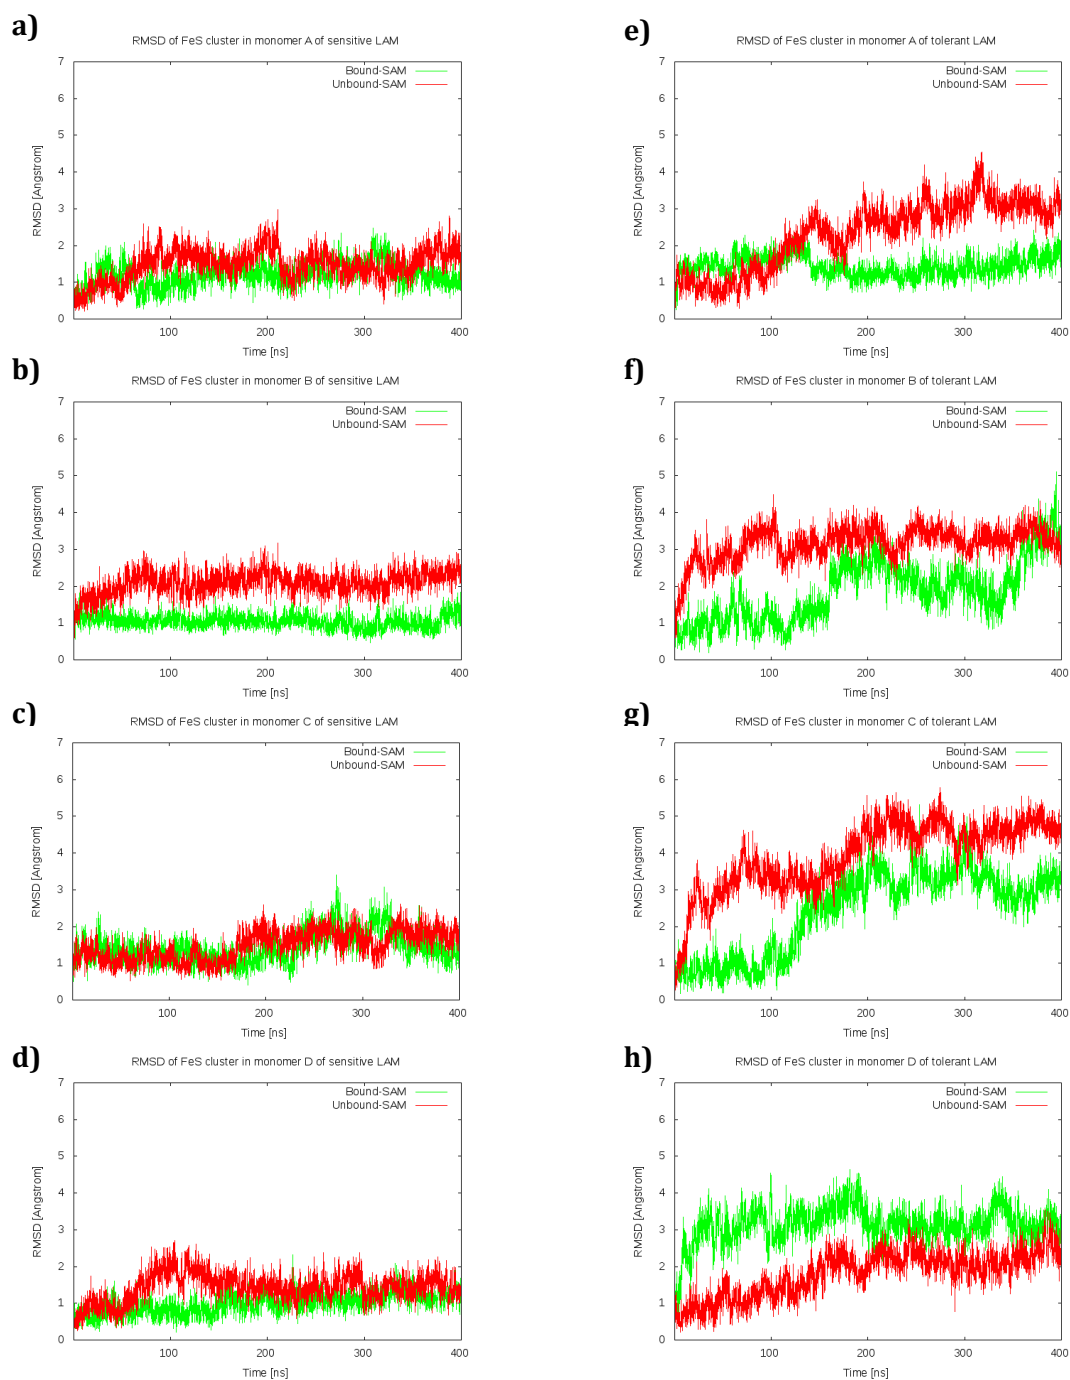 a)
RMSD of FeS cluster in monomer A of sensitive LAM
Bound-SAM
Unbound-SAM
RMSD [Angstrom]
7
6
5
4
3
2
1
0
100 200 300 400
Time [ns]
e)
RMSD of FeS cluster in monomer A of tolerant LAM
Bound-SAM
Unbound-SAM
RMSD [Angstrom]
7
6
5
4
3
2
1
0
100 200 300 400
Time [ns]
b)
RMSD of FeS cluster in monomer B of sensitive LAM
Bound-SAM
Unbound-SAM
RMSD [Angstrom]
7
6
5
4
3
2
1
0
100 200 300 400
Time [ns]
f)
RMSD of FeS cluster in monomer B of tolerant LAM
Bound-SAM
Unbound-SAM
RMSD [Angstrom]
7
6
5
4
3
2
1
0
100 200 300 400
Time [ns]
c)
RMSD of FeS cluster in monomer C of sensitive LAM
Bound-SAM
Unbound-SAM
RMSD [Angstrom]
7
6
5
4
3
2
1
0
100 200 300 400
Time [ns]
g)
RMSD of FeS cluster in monomer C of tolerant LAM
Bound-SAM
Unbound-SAM
RMSD [Angstrom]
7
6
5
4
3
2
1
0
100 200 300 400
Time [ns]
d)
RMSD of FeS cluster in monomer D of sensitive LAM
Bound-SAM
Unbound-SAM
RMSD [Angstrom]
7
6
5
4
3
2
1
0
100 200 300 400
Time [ns]
h)
RMSD of FeS cluster in monomer D of tolerant LAM
Bound-SAM
Unbound-SAM
RMSD [Angstrom]
7
6
5
4
3
2
1
0
100 200 300 400
Time [ns]